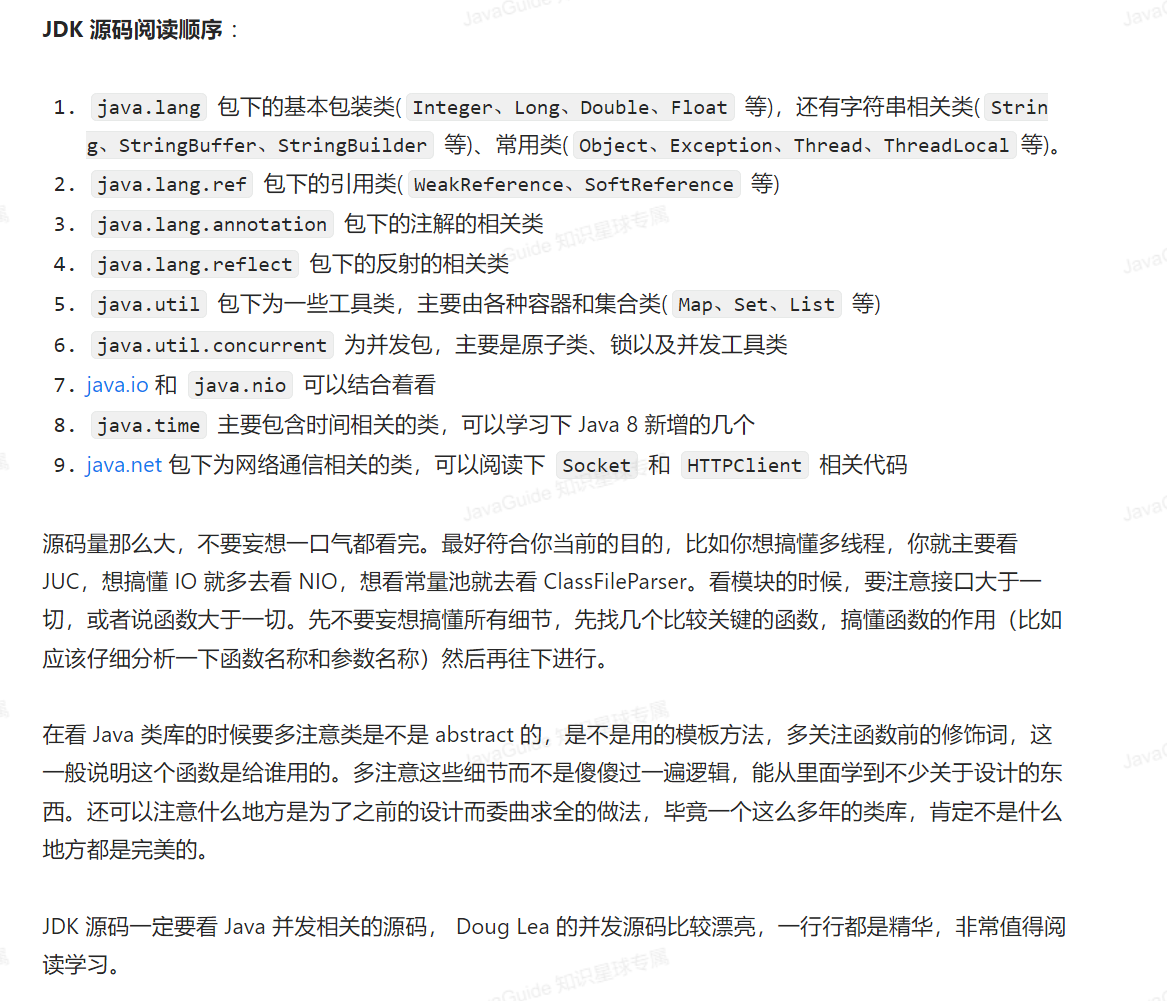 JDK 源码阅读顺序 ：
1. java.lang 包下的基本包装类( Integer、Long、Double、Float 等)，还有字符串相关类( Strin
g、StringBuffer、StringBuilder 等)、常用类( Object、Exception、Thread、ThreadLocal 等)。
2. java.lang.ref 包下的引用类( WeakReference、SoftReference 等)
3. java.lang.annotation 包下的注解的相关类
4. java.lang.reflect 包下的反射的相关类
5. java.util 包下为一些工具类，主要由各种容器和集合类( Map、Set、List 等)
6. java.util.concurrent 为并发包，主要是原子类、锁以及并发工具类
7. java.io 和 java.nio 可以结合着看
8. java.time 主要包含时间相关的类，可以学习下 Java 8 新增的几个
9. java.net 包下为网络通信相关的类，可以阅读下 Socket 和 HTTPClient 相关代码
源码量那么大，不要妄想一口气都看完。最好符合你当前的目的，比如你想搞懂多线程，你就主要看
JUC，想搞懂 IO 就多去看 NIO，想看常量池就去看 ClassFileParser。看模块的时候，要注意接口大于一
切，或者说函数大于一切。先不要妄想搞懂所有细节，先找几个比较关键的函数，搞懂函数的作用（比如
应该仔细分析一下函数名称和参数名称）然后再往下进行。
在看 Java 类库的时候要多注意类是不是 abstract 的，是不是用的模板方法，多关注函数前的修饰词，这
一般说明这个函数是给谁用的。多注意这些细节而不是傻傻过一遍逻辑，能从里面学到不少关于设计的东
西。还可以注意什么地方是为了之前的设计而委曲求全的做法，毕竟一个这么多年的类库，肯定不是什么
地方都是完美的。
JDK 源码一定要看 Java 并发相关的源码， Doug Lea 的并发源码比较漂亮，一行行都是精华，非常值得阅
读学习。
JavaGuide 知识星球专属